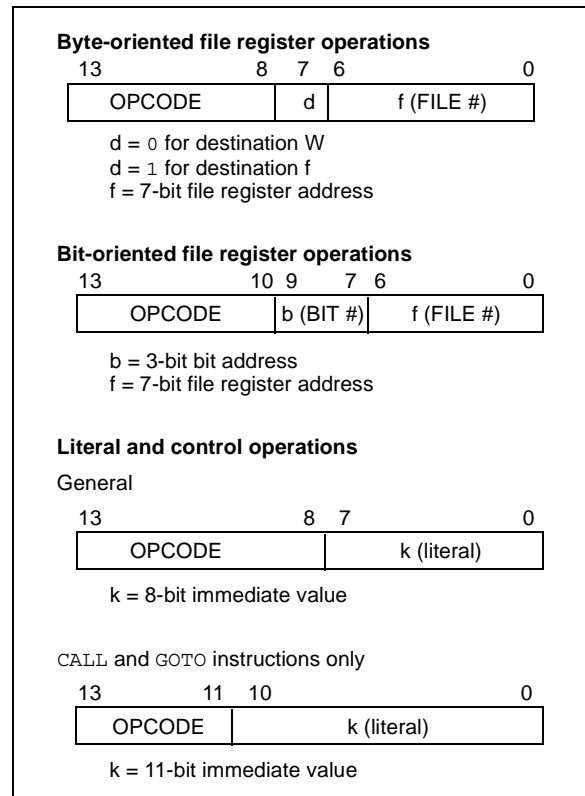 Byte-oriented file register operations
13 8 7 6 0
OPCODE d f (FILE #)
d = 0 for destination W
d = 1 for destination f
f = 7-bit file register address
Bit-oriented file register operations
13 10 9 7 6 0
OPCODE b (BIT #) f (FILE #)
b = 3-bit bit address
f = 7-bit file register address
Literal and control operations
General
13 8 7 0
OPCODE k (literal)
k = 8-bit immediate value
CALL and GOTO instructions only
13 11 10 0
OPCODE k (literal)
k = 11-bit immediate value